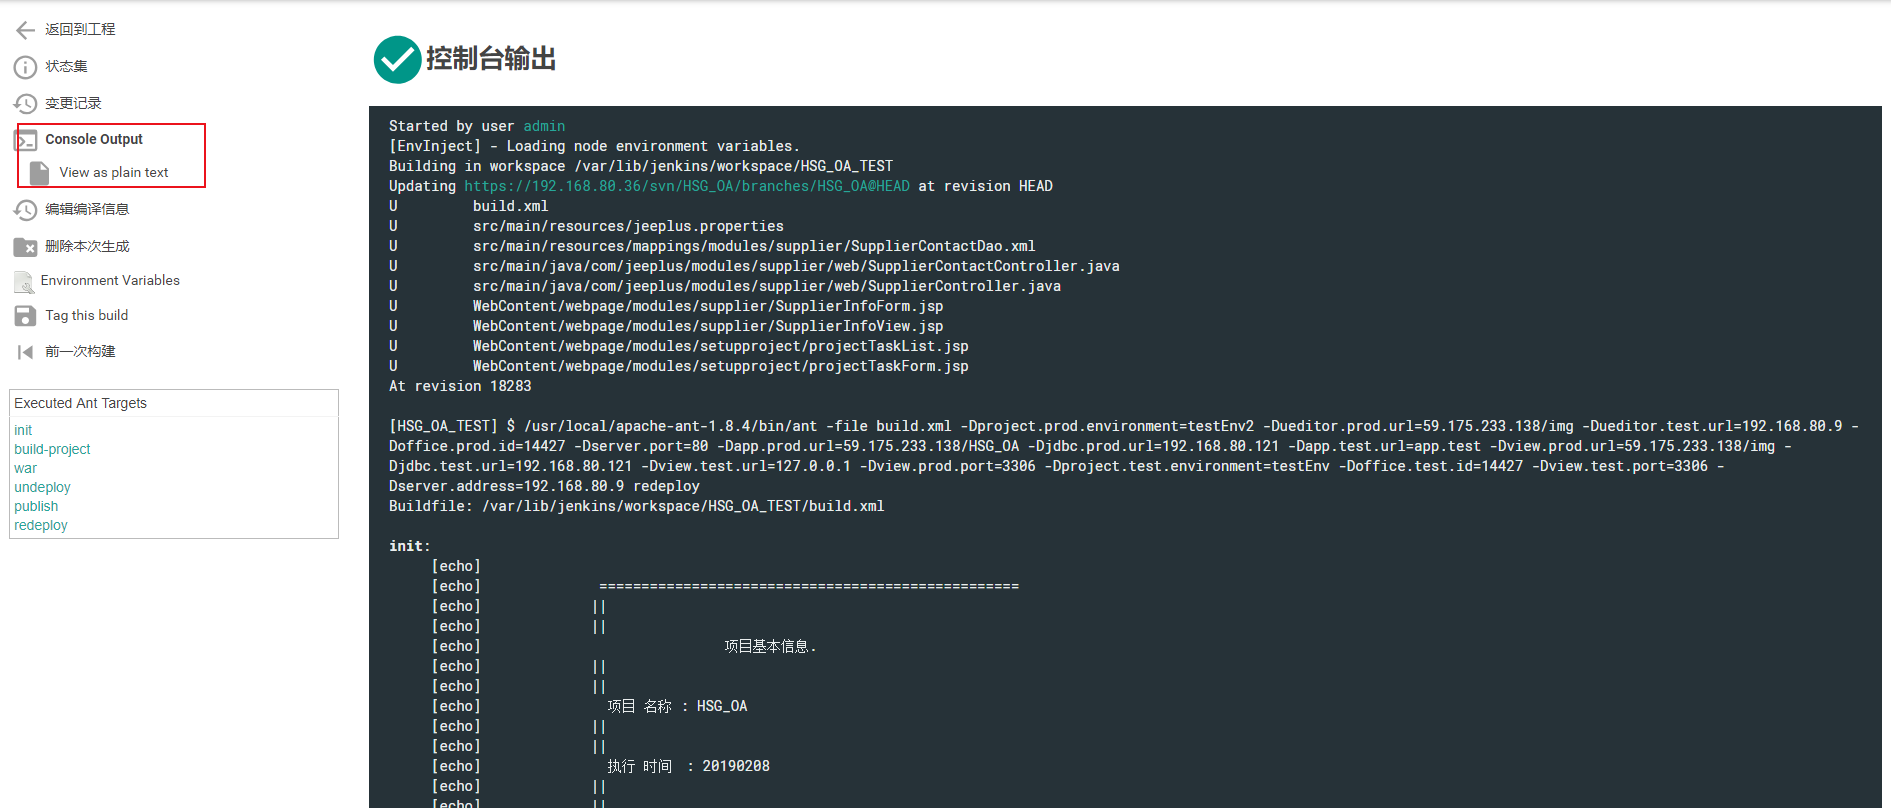 返回到工程
状态集
变更记录
Console Output
View as plain text
编辑编译信息
删除本次生成
Environment Variables
Tag this build
前一次构建
Executed Ant Targets
init
build-project
war
undeploy
publish
redeploy
控制台输出
Started by user admin
[EnvInject] - Loading node environment variables.
Building in workspace /var/lib/jenkins/workspace/HSG_OA_TEST
Updating https://192.168.80.36/svn/HSG_OA/branches/HSG_OA@HEAD at revision HEAD
U         build.xml
U         src/main/resources/jeeplus.properties
U         src/main/resources/mappings/modules/supplier/SupplierContactDao.xml
U         src/main/java/com/jeeplus/modules/supplier/web/SupplierContactController.java
U         src/main/java/com/jeeplus/modules/supplier/web/SupplierController.java
U         WebContent/webpage/modules/supplier/SupplierInfoForm.jsp
U         WebContent/webpage/modules/supplier/SupplierInfoView.jsp
U         WebContent/webpage/modules/setupproject/projectTaskList.jsp
U         WebContent/webpage/modules/setupproject/projectTaskForm.jsp
At revision 18283
[HSG_OA_TEST] $ /usr/local/apache-ant-1.8.4/bin/ant -file build.xml -Dproject.prod.environment=testEnv2 -Dueditor.prod.url=59.175.233.138/img -Dueditor.test.url=192.168.80.9 -
Doffice.prod.id=14427 -Dserver.port=80 -Dapp.prod.url=59.175.233.138/HSG_OA -Djdbc.prod.url=192.168.80.121 -Dapp.test.url=app.test -Dview.prod.url=59.175.233.138/img -
Djdbc.test.url=192.168.80.121 -Dview.test.url=127.0.0.1 -Dview.prod.port=3306 -Dproject.test.environment=testEnv -Doffice.test.id=14427 -Dview.test.port=3306 -
Dserver.address=192.168.80.9 redeploy
Buildfile: /var/lib/jenkins/workspace/HSG_OA_TEST/build.xml
init:
[echo]
[echo]              ==================================================
[echo]             ||
[echo]             ||
[echo]                             项目基本信息.
[echo]             ||
[echo]             ||
[echo]               项目 名称 : HSG_OA
[echo]             ||
[echo]             ||
[echo]               执行 时间  : 20190208
[echo]             ||
[echo]             ||